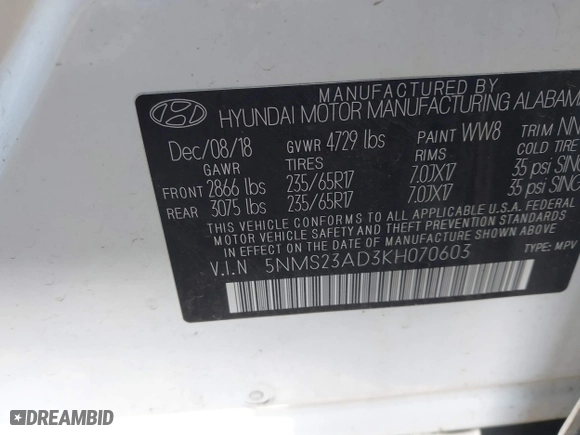 MANUFACTURED BY
HYUNDAI MOTOR MANUFACTURING ALABAMA
Dec/08/18 GVWR 4729 lbs PAINT WW8 TRIM NN
GAWR TIRES RIMS COLD TIRE
FRONT 2866 lbs 235/65R17 7.0JX17 35 psi SING
REAR 3075 lbs 235/65R17 7.0JX17 35 psi SING
THIS VEHICLE CONFORMS TO ALL APPLICABLE U.S.A. FEDERAL
MOTOR VEHICLE SAFETY AND THEFT PREVENTION STANDARDS
IN EFFECT ON THE DATE OF MANUFACTURE SHOWN ABOVE.
V.I.N 5NMS23AD3KH070603 TYPE: MPV
DREAMBID